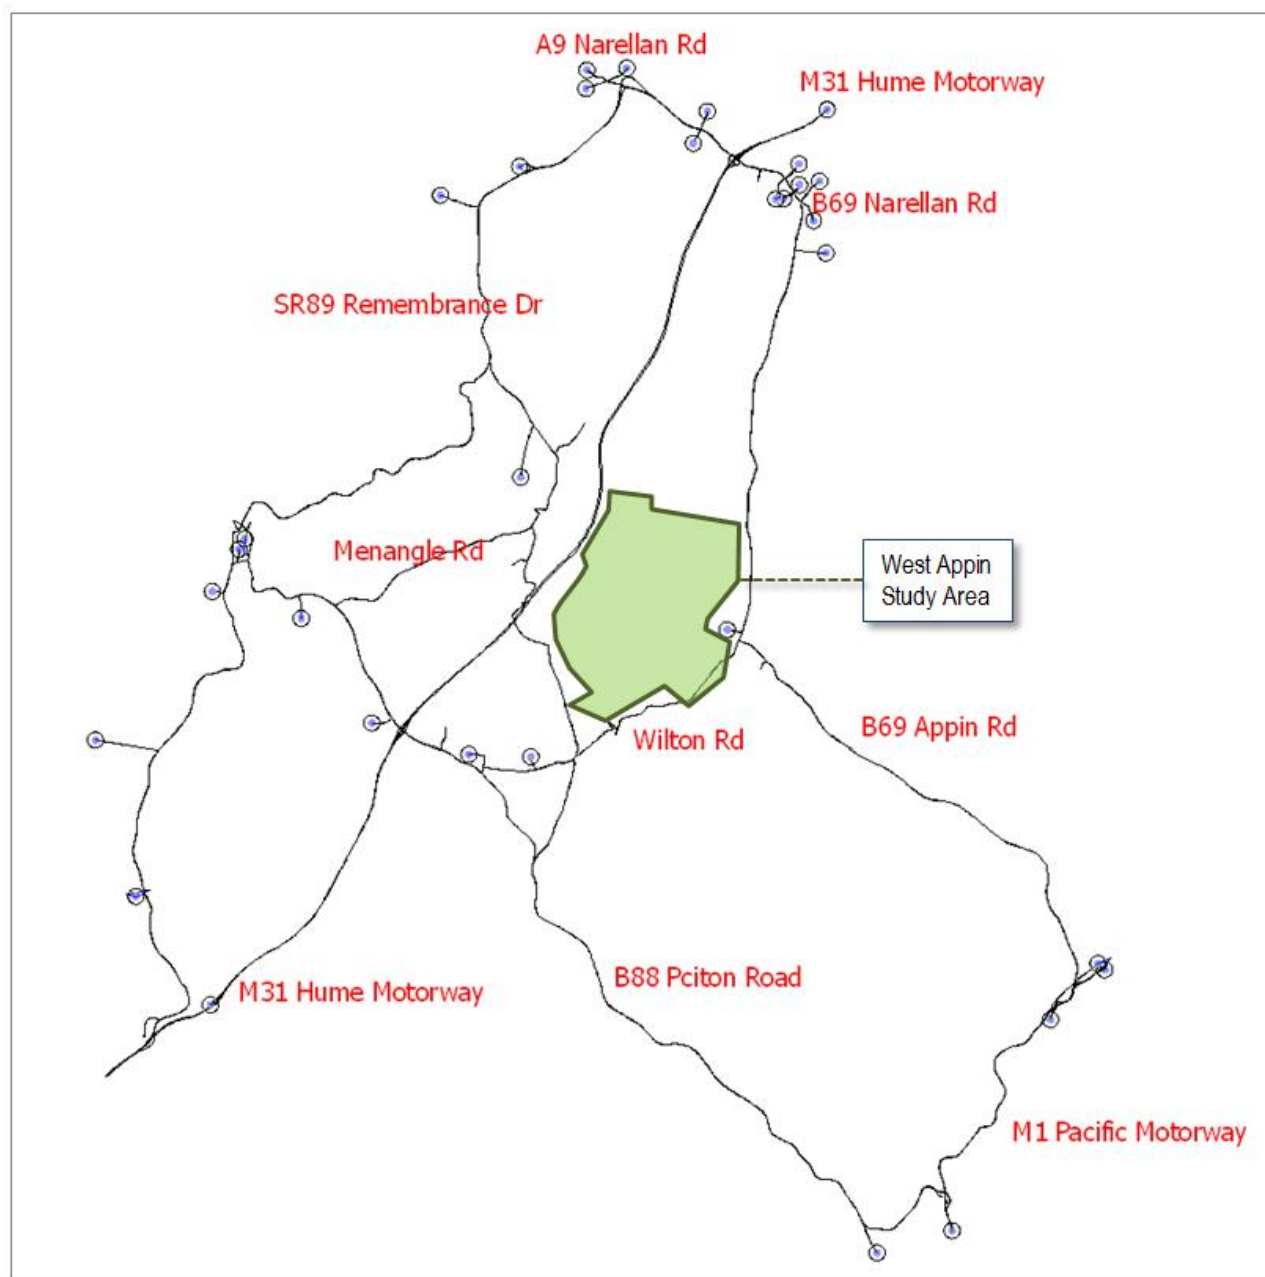 A9 Narellan Rd
M31 Hume Motorway
B69 Narellan Rd
SR89 Remembrance Dr
Menangle Rd
West Appin
Study Area
B69 Appin Rd
Wilton Rd
B88 Pciton Road
M31 Hume Motorway
M1 Pacific Motorway